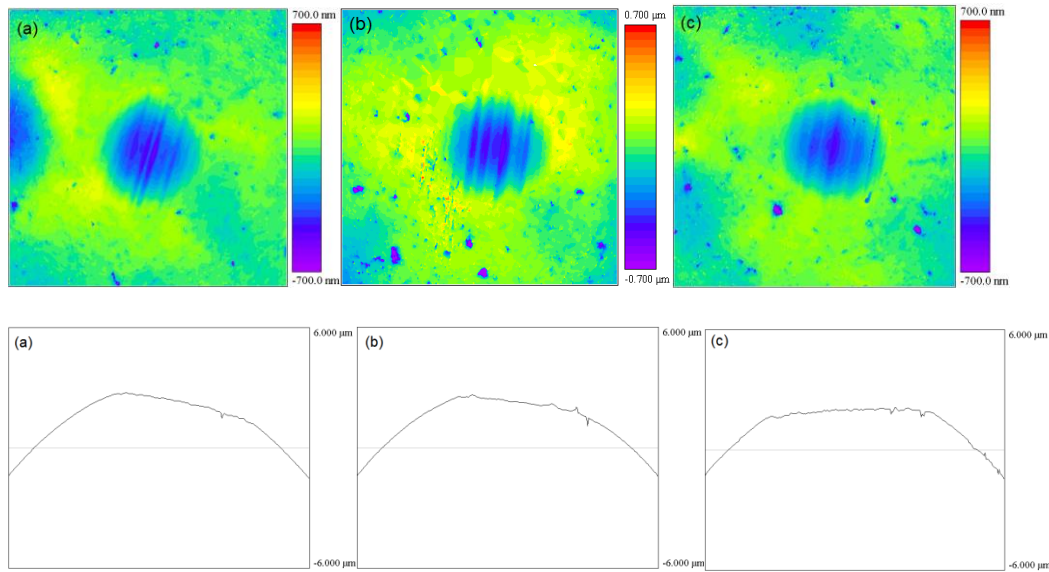 (a)
700.0 nm
-700.0 nm
(b)
0.700 µm
-0.700 µm
(c)
700.0 nm
-700.0 nm
(a)
6.000 µm
-6.000 µm
(b)
6.000 µm
-6.000 µm
(c)
6.000 µm
-6.000 µm